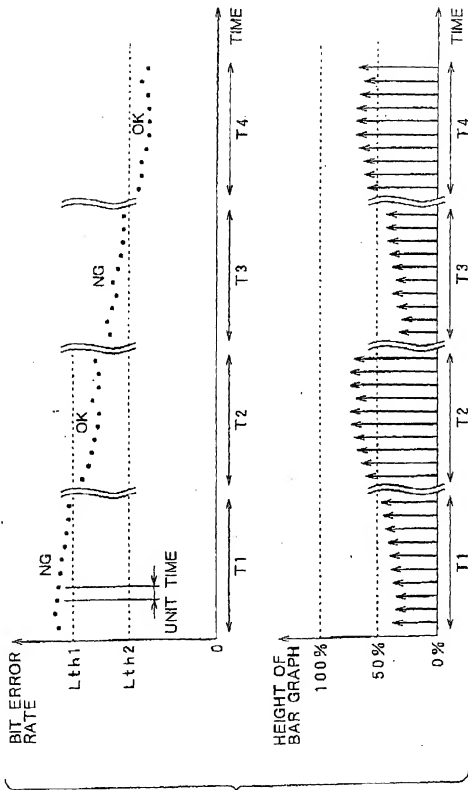 BIT ERROR
RATE
Lth1
Lth2
0
NG
OK
NG
OK
UNIT TIME
T1
T2
T3
T4
TIME
HEIGHT OF
BAR GRAPH
100%
50%
0%
T1
T2
T3
T4
TIME